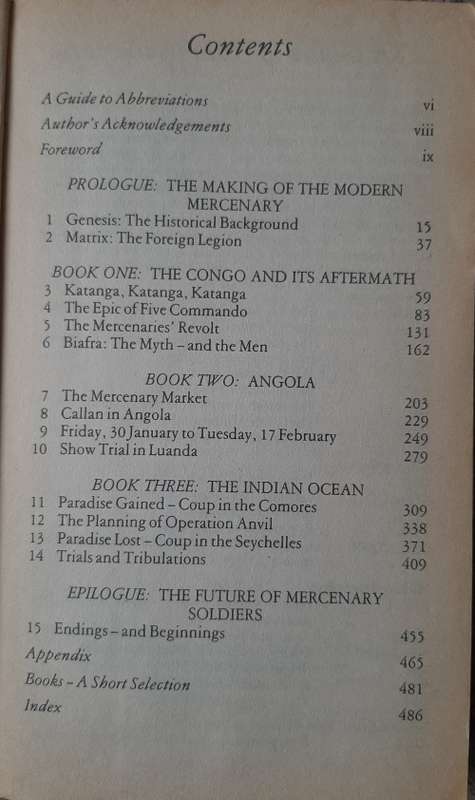 Contents
A Guide to Abbreviations vi
Author's Acknowledgements viii
Foreword ix
PROLOGUE: THE MAKING OF THE MODERN
MERCENARY
1 Genesis: The Historical Background 15
2 Matrix: The Foreign Legion 37
BOOK ONE: THE CONGO AND ITS AFTERMATH
3 Katanga, Katanga, Katanga 59
4 The Epic of Five Commando 83
5 The Mercenaries' Revolt 131
6 Biafra: The Myth – and the Men 162
BOOK TWO: ANGOLA
7 The Mercenary Market 203
8 Callan in Angola 229
9 Friday, 30 January to Tuesday, 17 February 249
10 Show Trial in Luanda 279
BOOK THREE: THE INDIAN OCEAN
11 Paradise Gained – Coup in the Comores 309
12 The Planning of Operation Anvil 338
13 Paradise Lost – Coup in the Seychelles 371
14 Trials and Tribulations 409
EPILOGUE: THE FUTURE OF MERCENARY
SOLDIERS
15 Endings – and Beginnings 455
Appendix 465
Books – A Short Selection 481
Index 486